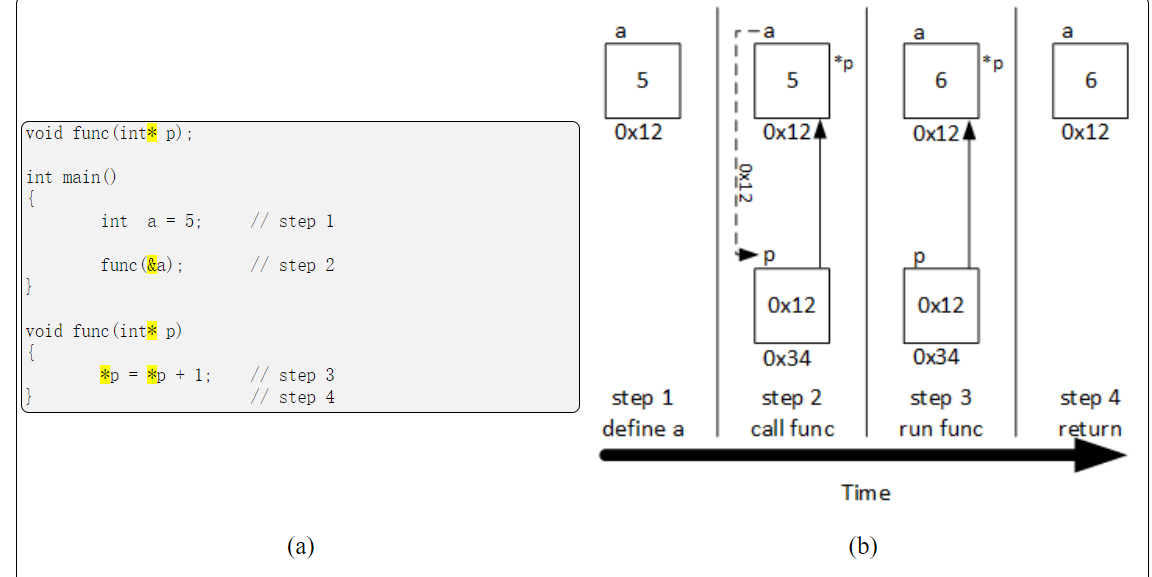 void func(int* p);
int main()
{
int  a = 5;     // step 1
func(&a);       // step 2
}
void func(int* p)
{
*p = *p + 1;    // step 3
}                       // step 4
(a)
a
5
0x12
step 1
define a
a
5
*p
0x12
0x12
p
0x12
0x34
step 2
call func
a
6
*p
0x12
p
0x12
0x34
step 3
run func
a
6
0x12
step 4
return
Time
(b)